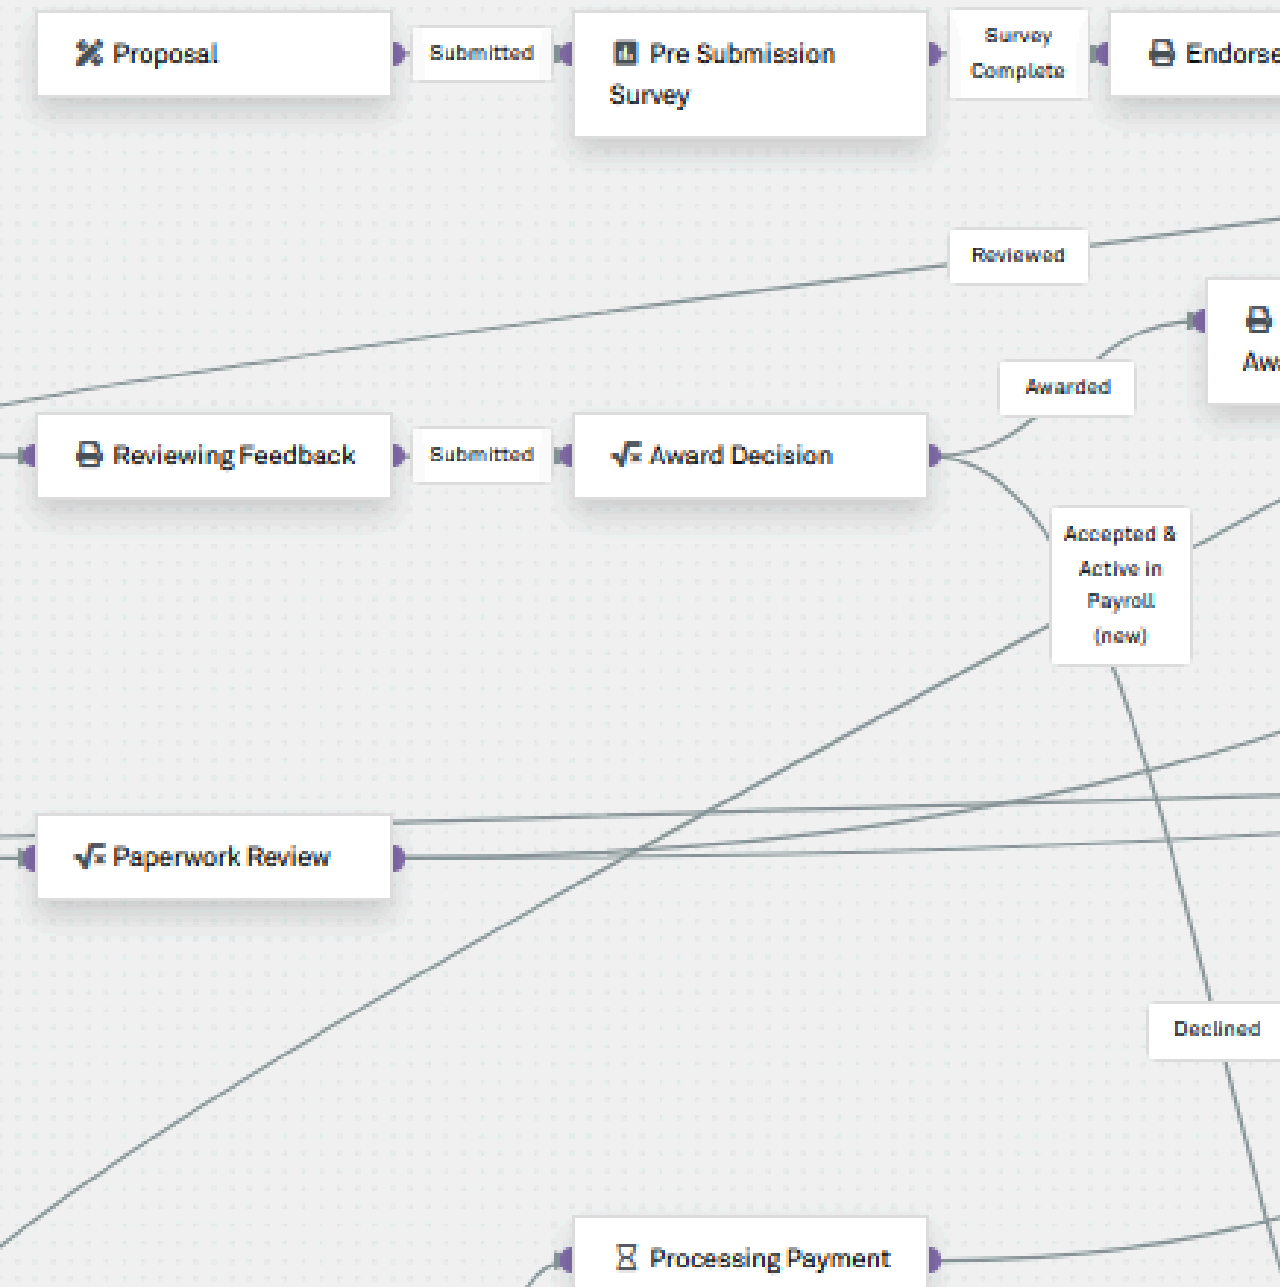 Proposal
Submitted
Pre Submission
Survey
Survey
Complete
Reviewed
Awarded
Reviewing Feedback
Submitted
Award Decision
Accepted &
Active in
Payroll
(new)
Paperwork Review
Declined
Processing Payment